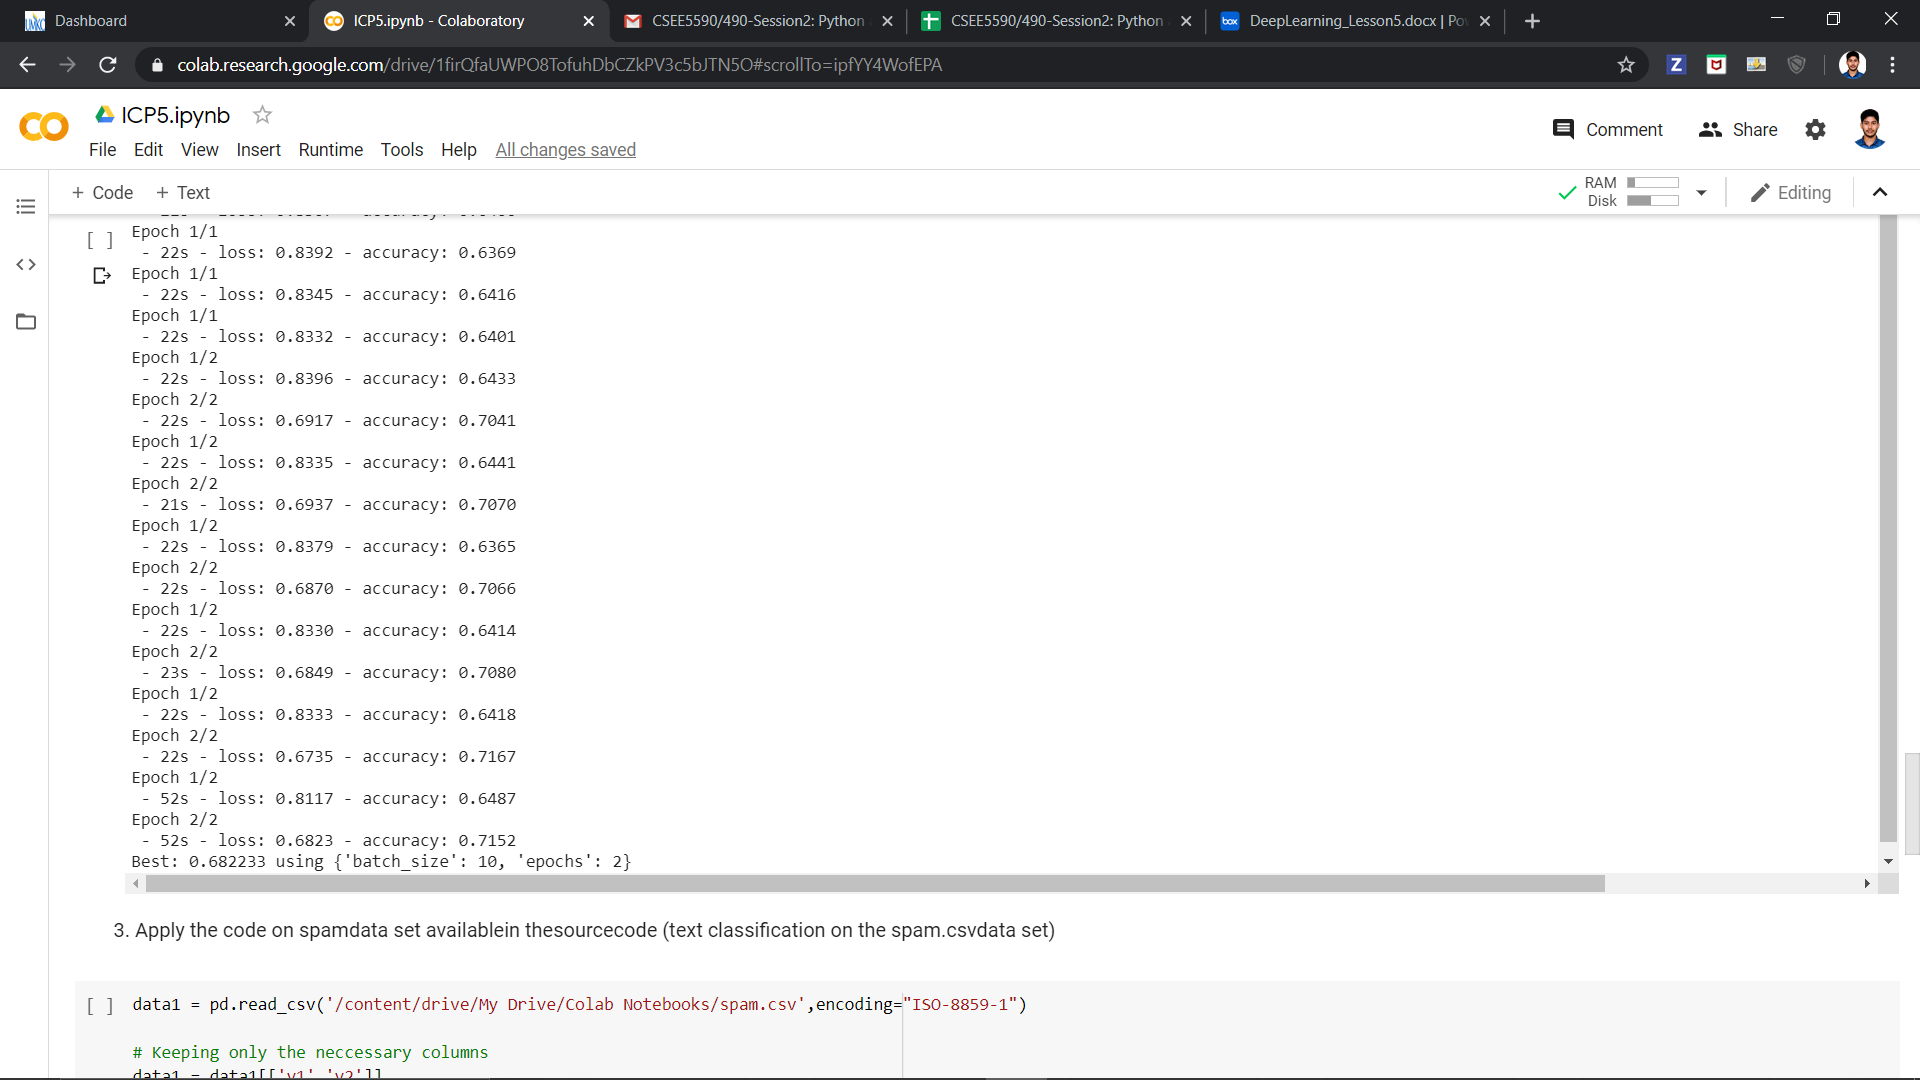 Dashboard
ICP5.ipynb - Colaboratory
CSEE5590/490-Session2: Python
CSEE5590/490-Session2: Python
DeepLearning_Lesson5.docx | Po
colab.research.google.com/drive/1firQfaUWPO8TofuhDbCZkPV3c5bJTN5O#scrollTo=ipfYY4WofEPA
ICP5.ipynb
Comment
Share
File Edit View Insert Runtime Tools Help All changes saved
+ Code + Text
RAM
Disk
Editing
[ ]
Epoch 1/1
- 22s - loss: 0.8392 - accuracy: 0.6369
Epoch 1/1
- 22s - loss: 0.8345 - accuracy: 0.6416
Epoch 1/1
- 22s - loss: 0.8332 - accuracy: 0.6401
Epoch 1/2
- 22s - loss: 0.8396 - accuracy: 0.6433
Epoch 2/2
- 22s - loss: 0.6917 - accuracy: 0.7041
Epoch 1/2
- 22s - loss: 0.8335 - accuracy: 0.6441
Epoch 2/2
- 21s - loss: 0.6937 - accuracy: 0.7070
Epoch 1/2
- 22s - loss: 0.8379 - accuracy: 0.6365
Epoch 2/2
- 22s - loss: 0.6870 - accuracy: 0.7066
Epoch 1/2
- 22s - loss: 0.8330 - accuracy: 0.6414
Epoch 2/2
- 23s - loss: 0.6849 - accuracy: 0.7080
Epoch 1/2
- 22s - loss: 0.8333 - accuracy: 0.6418
Epoch 2/2
- 22s - loss: 0.6735 - accuracy: 0.7167
Epoch 1/2
- 52s - loss: 0.8117 - accuracy: 0.6487
Epoch 2/2
- 52s - loss: 0.6823 - accuracy: 0.7152
Best: 0.682233 using {'batch_size': 10, 'epochs': 2}
3. Apply the code on spamdata set availablein thesourcecode (text classification on the spam.csvdata set)
[ ] data1 = pd.read_csv('/content/drive/My Drive/Colab Notebooks/spam.csv',encoding="ISO-8859-1")
# Keeping only the neccessary columns
data1 = data1[['v1','v2']]